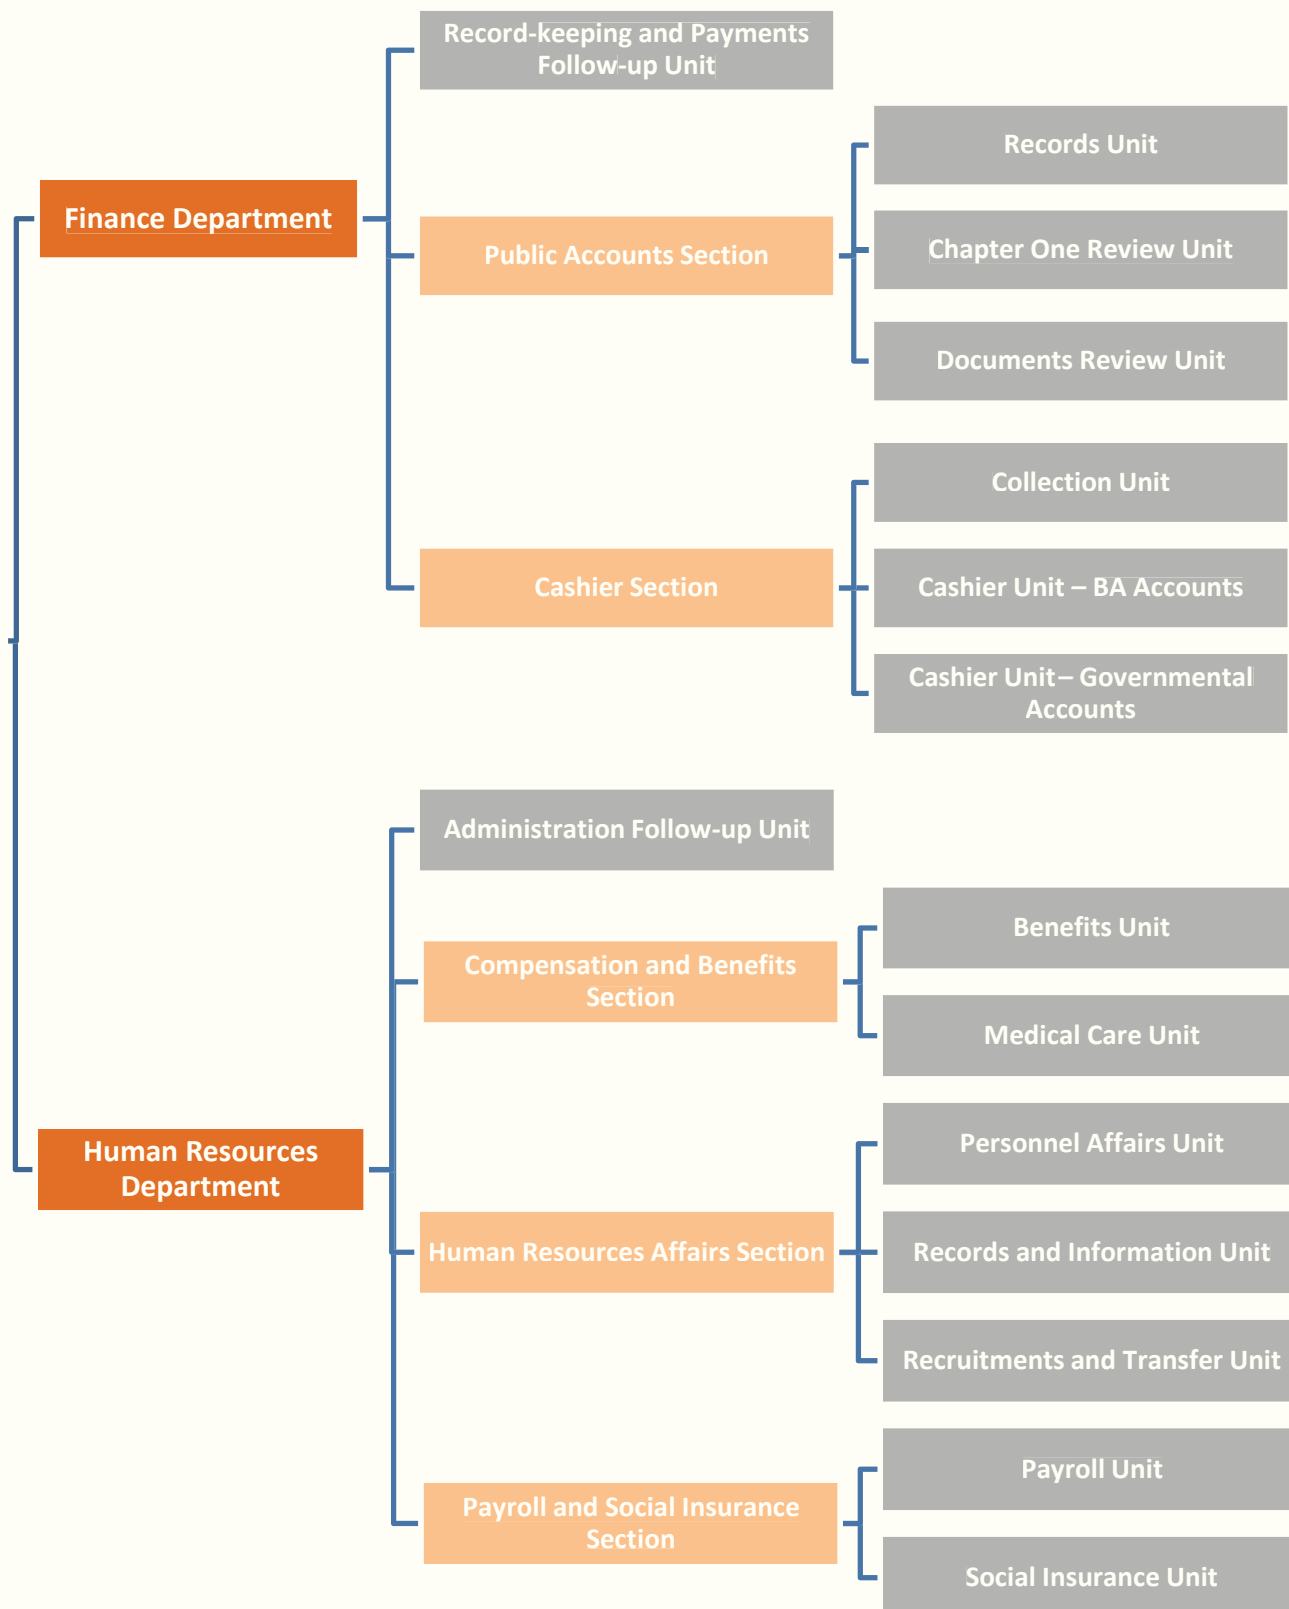 Record-keeping and Payments
Follow-up Unit
Records Unit
Finance Department
Chapter One Review Unit
Public Accounts Section
Documents Review Unit
Collection Unit
Cashier Section
Cashier Unit – BA Accounts
Cashier Unit – Governmental
Accounts
Administration Follow-up Unit
Benefits Unit
Compensation and Benefits
Section
Medical Care Unit
Personnel Affairs Unit
Human Resources
Department
Human Resources Affairs Section
Records and Information Unit
Recruitments and Transfer Unit
Payroll Unit
Payroll and Social Insurance
Section
Social Insurance Unit